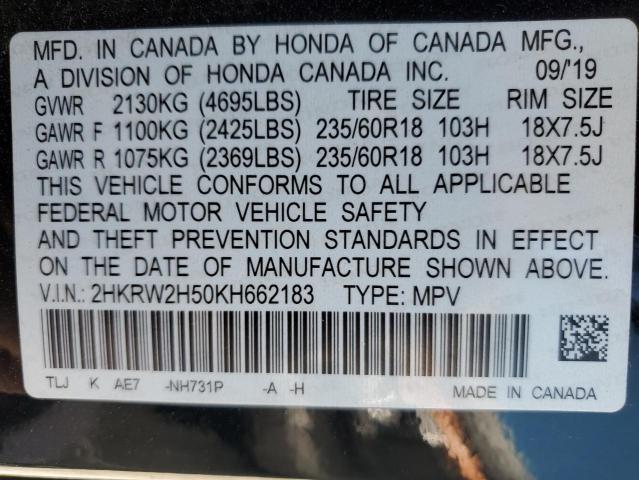 MFD. IN CANADA BY HONDA OF CANADA MFG.,
A DIVISION OF HONDA CANADA INC. 09/'19
GVWR 2130KG (4695LBS) TIRE SIZE RIM SIZE
GAWR F 1100KG (2425LBS) 235/60R18 103H 18X7.5J
GAWR R 1075KG (2369LBS) 235/60R18 103H 18X7.5J
THIS VEHICLE CONFORMS TO ALL APPLICABLE
FEDERAL MOTOR VEHICLE SAFETY
AND THEFT PREVENTION STANDARDS IN EFFECT
ON THE DATE OF MANUFACTURE SHOWN ABOVE.
V.I.N.: 2HKRW2H50KH662183 TYPE: MPV
TLJ K AE7 -NH731P -A -H MADE IN CANADA